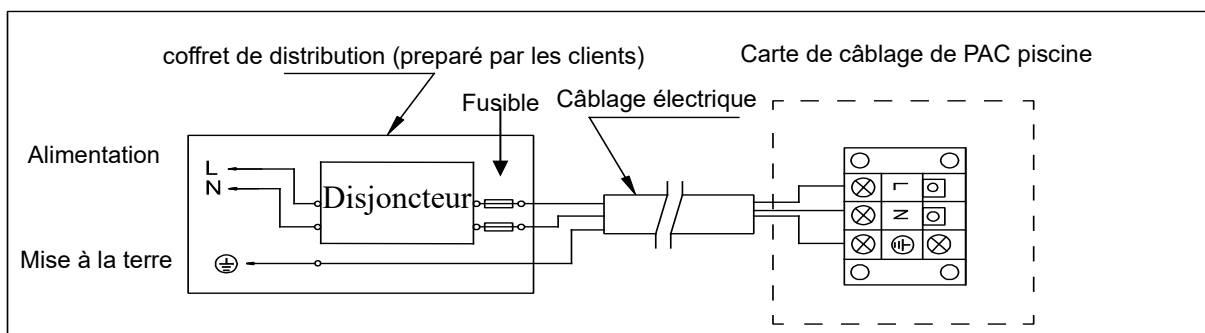 coffret de distribution (preparé par les clients)
Carte de câblage de PAC piscine
Fusible
Câblage électrique
Alimentation
L
N
Disjoncteur
L
N
Mise à la terre